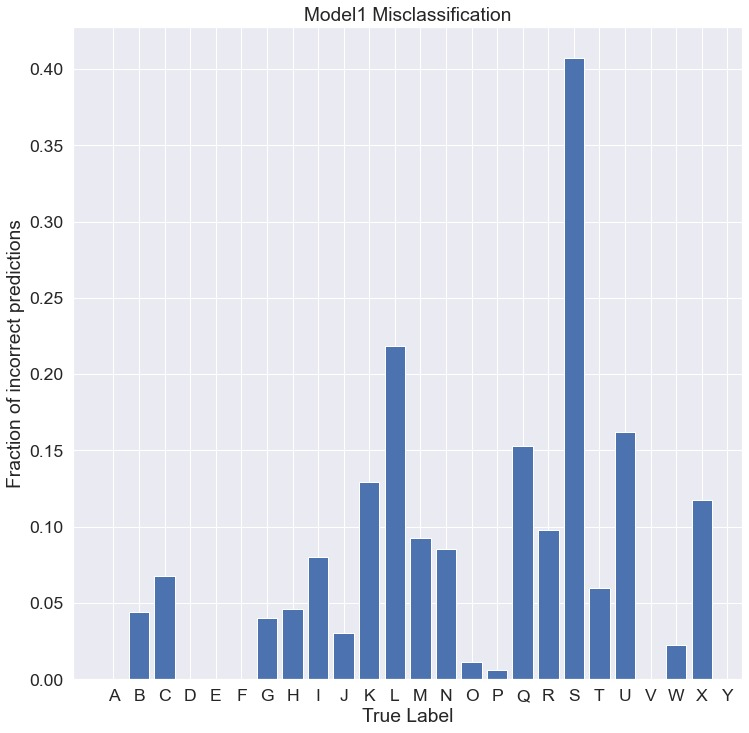 Model1 Misclassification
Fraction of incorrect predictions
0.40
0.35
0.30
0.25
0.20
0.15
0.10
0.05
0.00
A B C D E F G H I J K L M N O P Q R S T U V W X Y
True Label